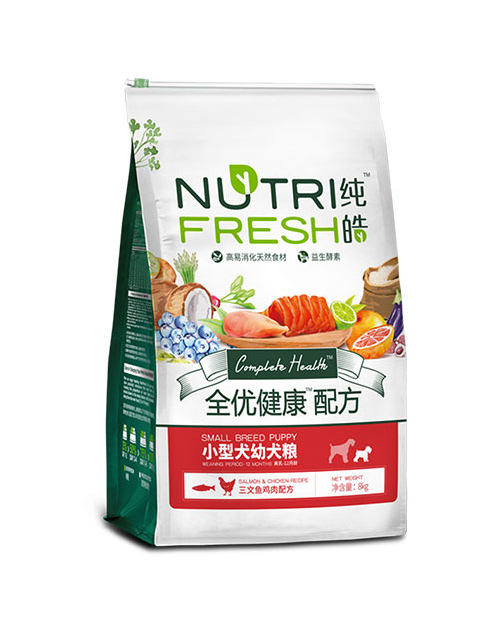 NUTRI纯™
FRESH皓
高易消化天然食材 益生酵素
Complete Health™
全优健康™配方
SMALL BREED PUPPY
小型犬幼犬粮
WEANING PERIOD-12 MONTHS 离乳-12月龄
SALMON & CHICKEN RECIPE
三文鱼鸡肉配方
NET WEIGHT
净含量：8kg